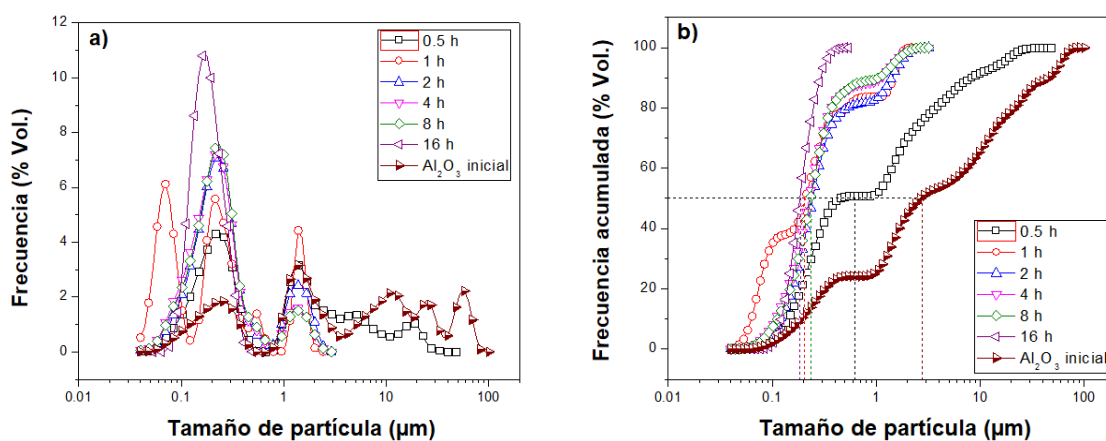 a)
Frecuencia (% Vol.)
12
10
8
6
4
2
0
0.01
0.1
1
10
100
Tamaño de partícula (µm)
0.5 h
1 h
2 h
4 h
8 h
16 h
Al₂O₃ inicial
b)
Frecuencia acumulada (% Vol.)
100
80
60
40
20
0
0.01
0.1
1
10
100
Tamaño de partícula (µm)
0.5 h
1 h
2 h
4 h
8 h
16 h
Al₂O₃ inicial